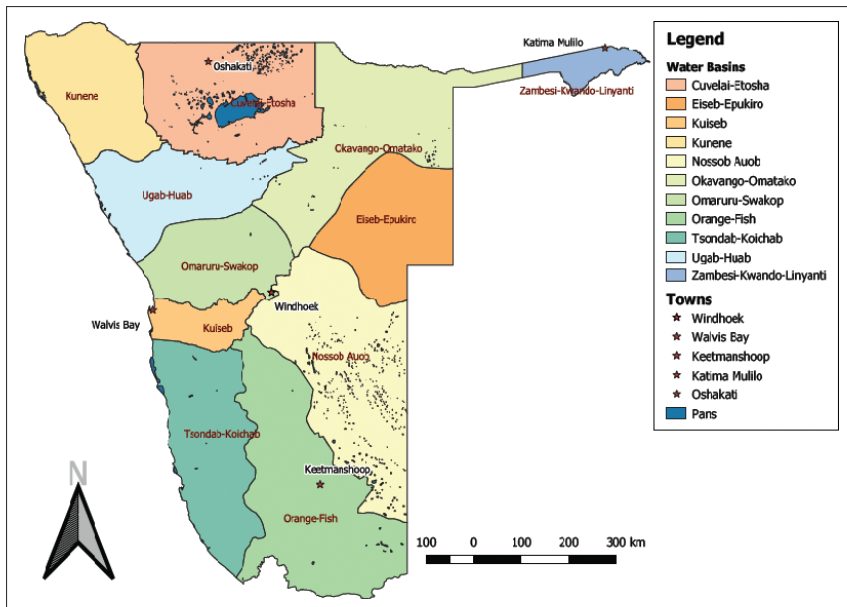 Katima Mulilo
Oshakati
Kunene
Cuvelai-Etosha
Zambesi-Kwando-Linyanti
Okavango-Omatako
Ugab-Huab
Eiseb-Epukiro
Omaruru-Swakop
Windhoek
Walvis Bay
Kuiseb
Nossob Auob
Tsondab-Koichab
Keetmanshoop
Orange-Fish
N
100 0 100 200 300 km
Legend
Water Basins
Cuvelai-Etosha
Eiseb-Epukiro
Kuiseb
Kunene
Nossob Auob
Okavango-Omatako
Omaruru-Swakop
Orange-Fish
Tsondab-Koichab
Ugab-Huab
Zambesi-Kwando-Linyanti
Towns
Windhoek
Walvis Bay
Keetmanshoop
Katima Mulilo
Oshakati
Pans